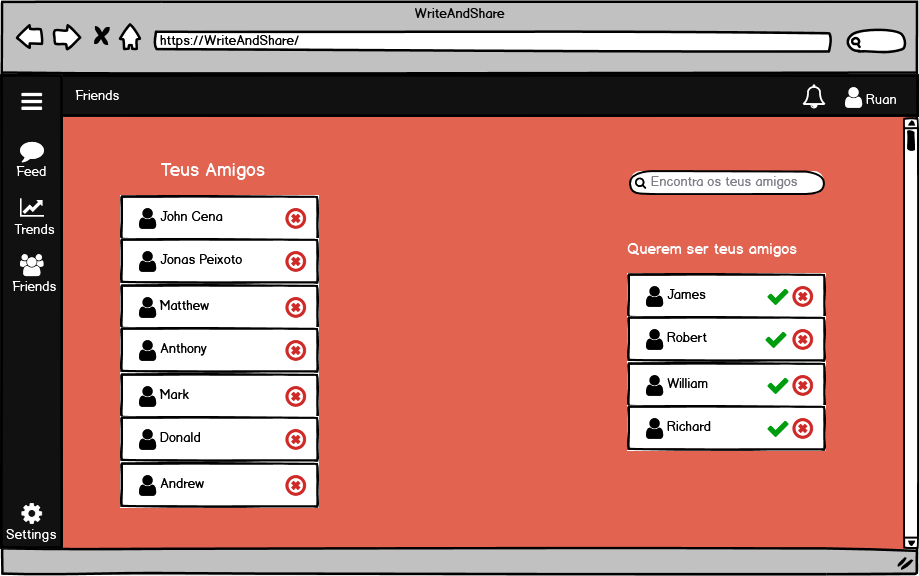 WriteAndShare
https://WriteAndShare/
Friends
Ruan
Feed
Trends
Friends
Settings
Teus Amigos
John Cena
Jonas Peixoto
Matthew
Anthony
Mark
Donald
Andrew
Encontra os teus amigos
Querem ser teus amigos
James
Robert
William
Richard